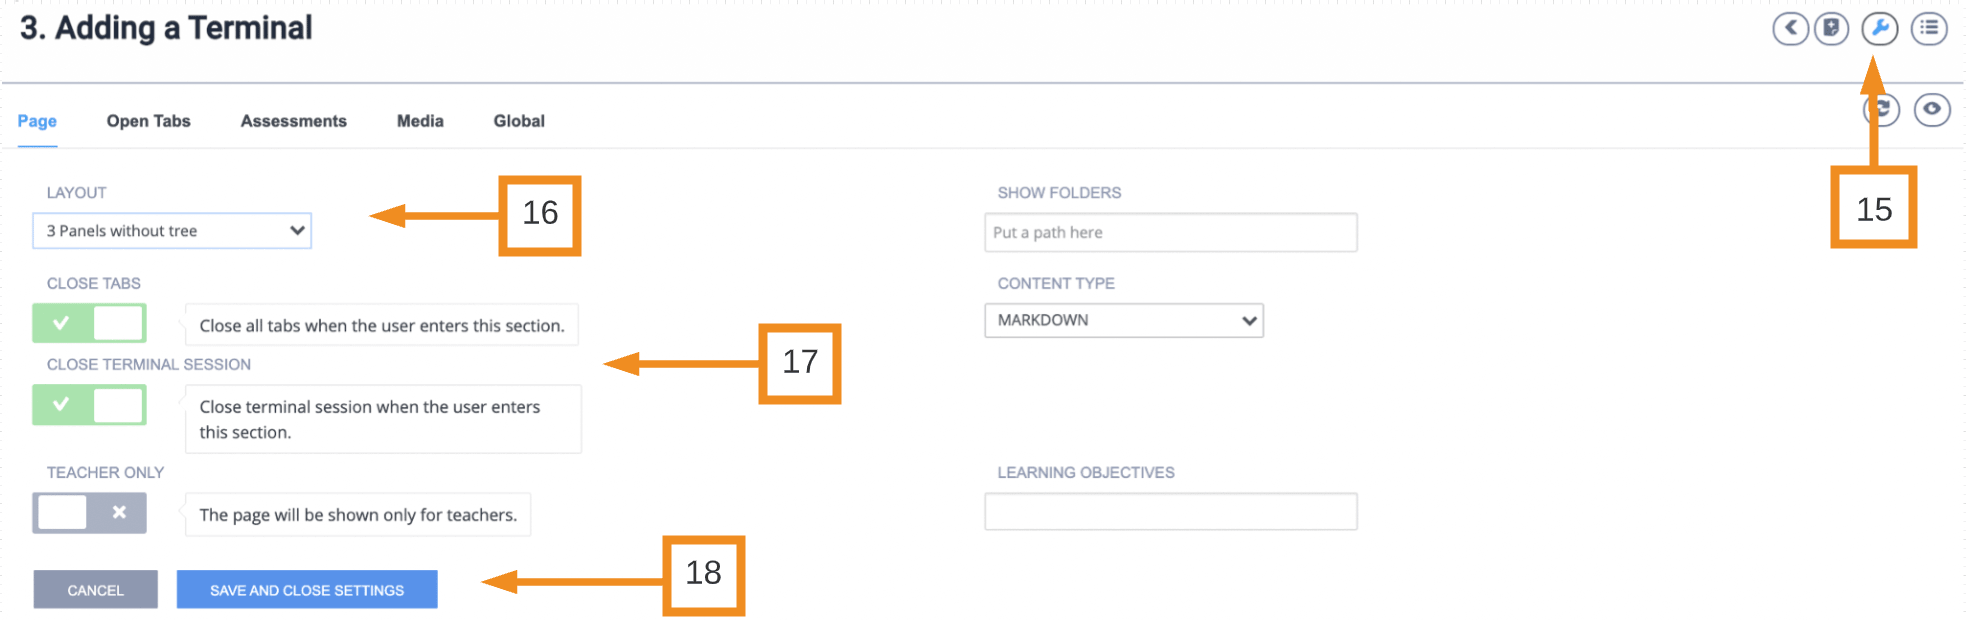 3. Adding a Terminal
Page
Open Tabs
Assessments
Media
Global
15
LAYOUT
3 Panels without tree
16
SHOW FOLDERS
Put a path here
CLOSE TABS
Close all tabs when the user enters this section.
CONTENT TYPE
MARKDOWN
17
CLOSE TERMINAL SESSION
Close terminal session when the user enters
this section.
TEACHER ONLY
The page will be shown only for teachers.
LEARNING OBJECTIVES
CANCEL
SAVE AND CLOSE SETTINGS
18